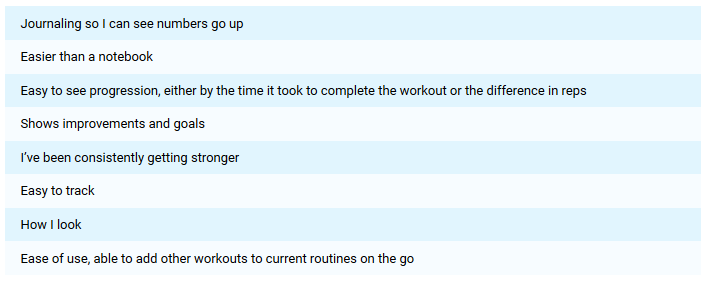 Journaling so I can see numbers go up
Easier than a notebook
Easy to see progression, either by the time it took to complete the workout or the difference in reps
Shows improvements and goals
I’ve been consistently getting stronger
Easy to track
How I look
Ease of use, able to add other workouts to current routines on the go